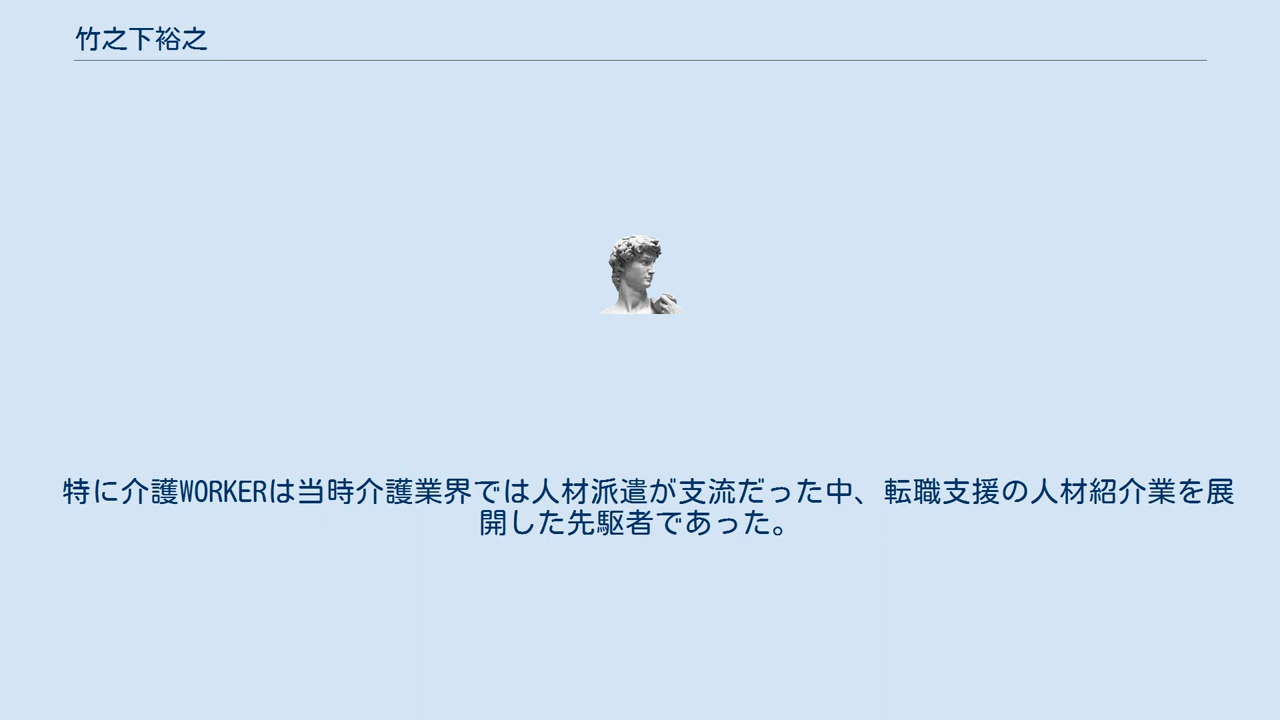 竹之下裕之
特に介護WORKERは当時介護業界では人材派遣が支流だった中、転職支援の人材紹介業を展
開した先駆者であった。